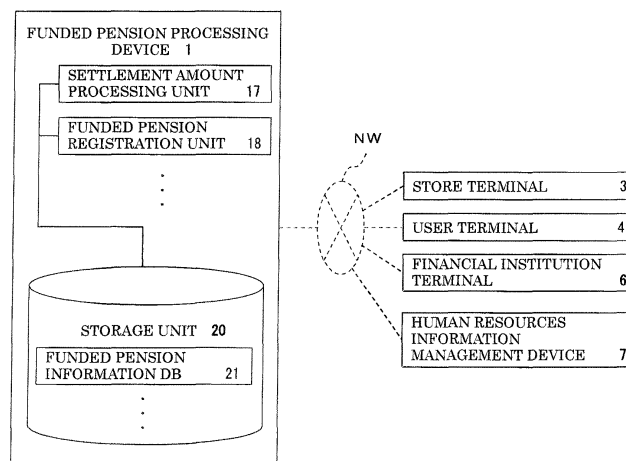 FUNDED PENSION PROCESSING
DEVICE 1
SETTLEMENT AMOUNT
PROCESSING UNIT 17
FUNDED PENSION
REGISTRATION UNIT 18
STORAGE UNIT 20
FUNDED PENSION
INFORMATION DB 21
NW
STORE TERMINAL 3
USER TERMINAL 4
FINANCIAL INSTITUTION
TERMINAL 6
HUMAN RESOURCES
INFORMATION
MANAGEMENT DEVICE 7